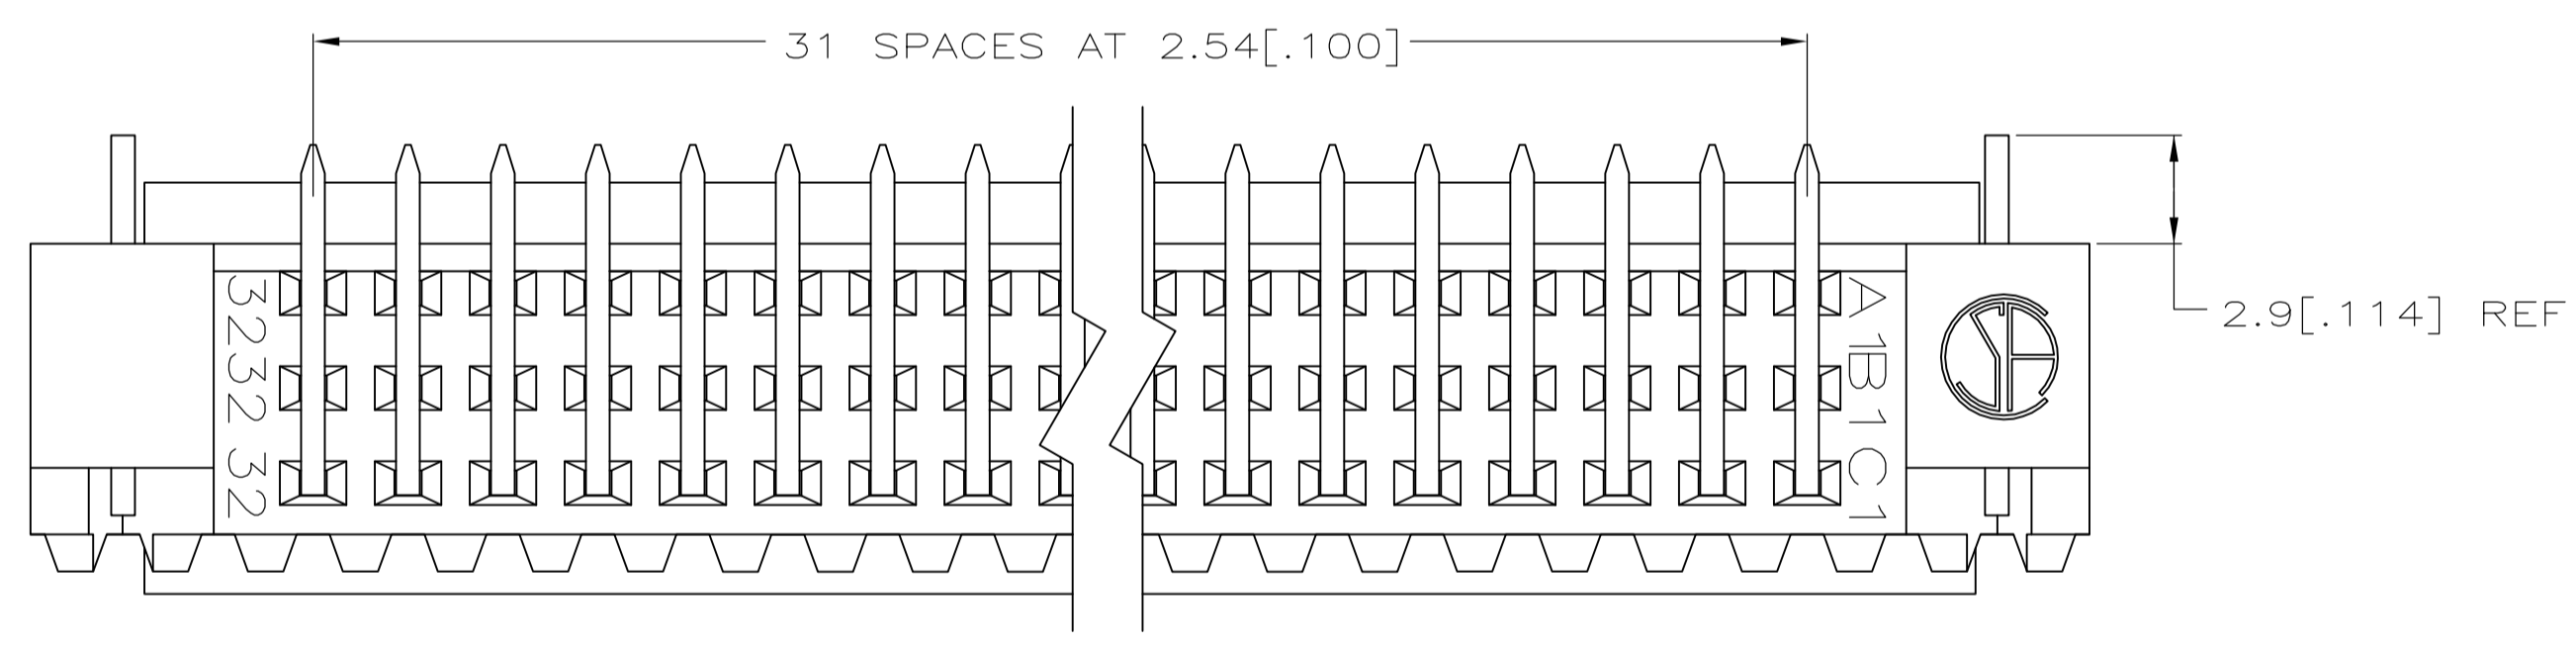 31 SPACES AT 2.54[.100]
2.9[.114] REF
32
32
32
A1
B1
C1